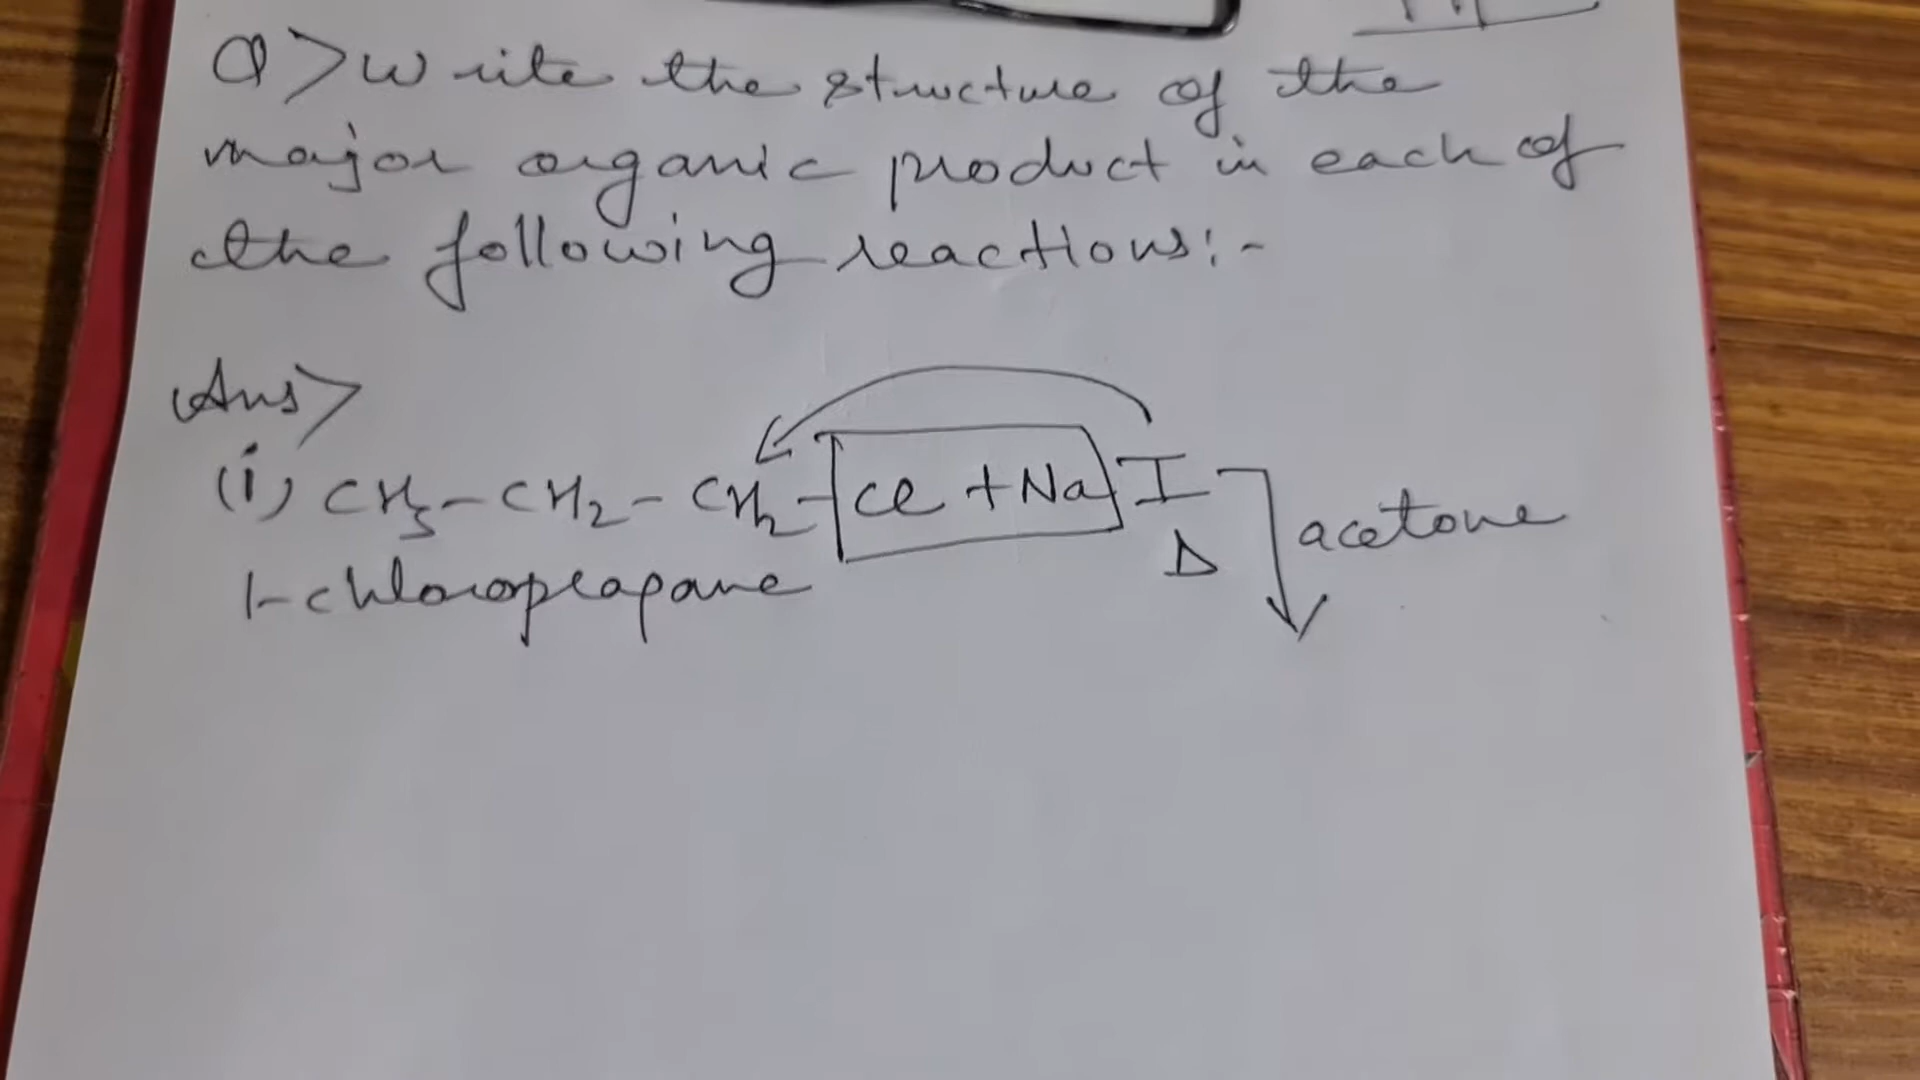 Q> Write the structure of the
major organic product in each of
the following reactions:-
Ans>
(i) CH3-CH2-CH2-Cl + Na I
Δ
acetone
1-chloropropane